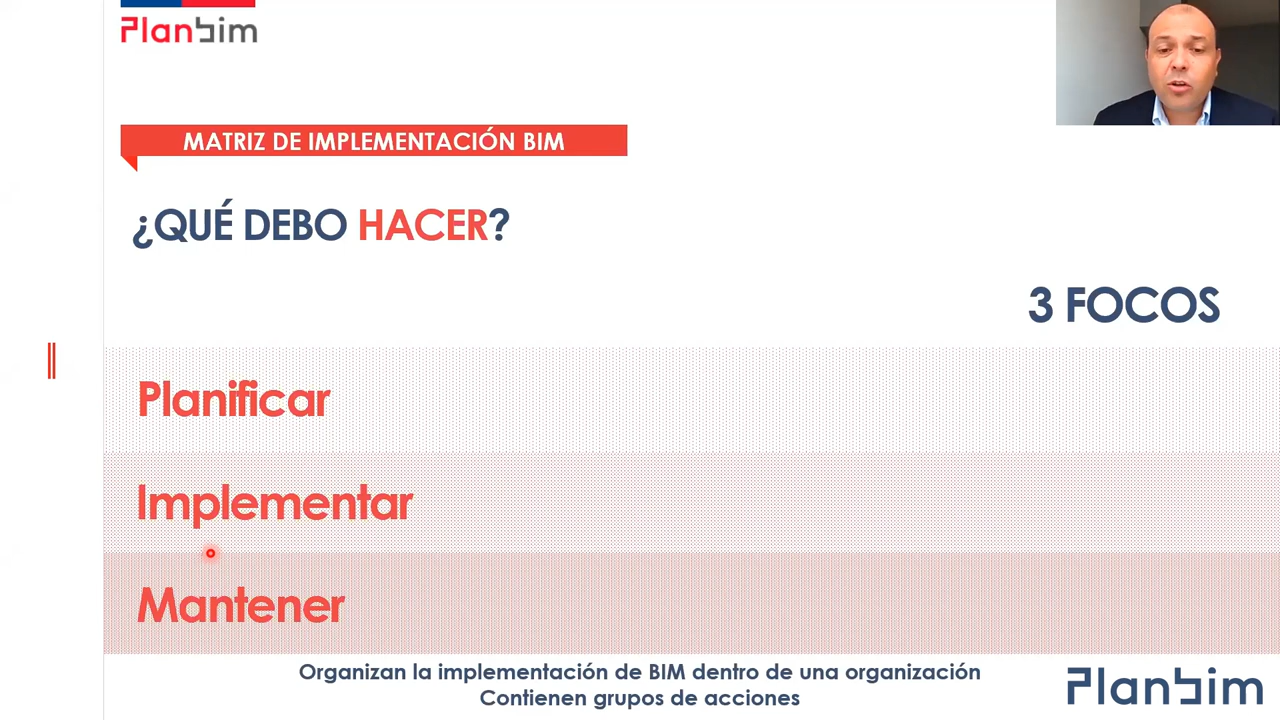 Planbim
MATRIZ DE IMPLEMENTACIÓN BIM
¿QUÉ DEBO HACER?
3 FOCOS
Planificar
Implementar
Mantener
Organizan la implementación de BIM dentro de una organización
Contienen grupos de acciones
Planbim